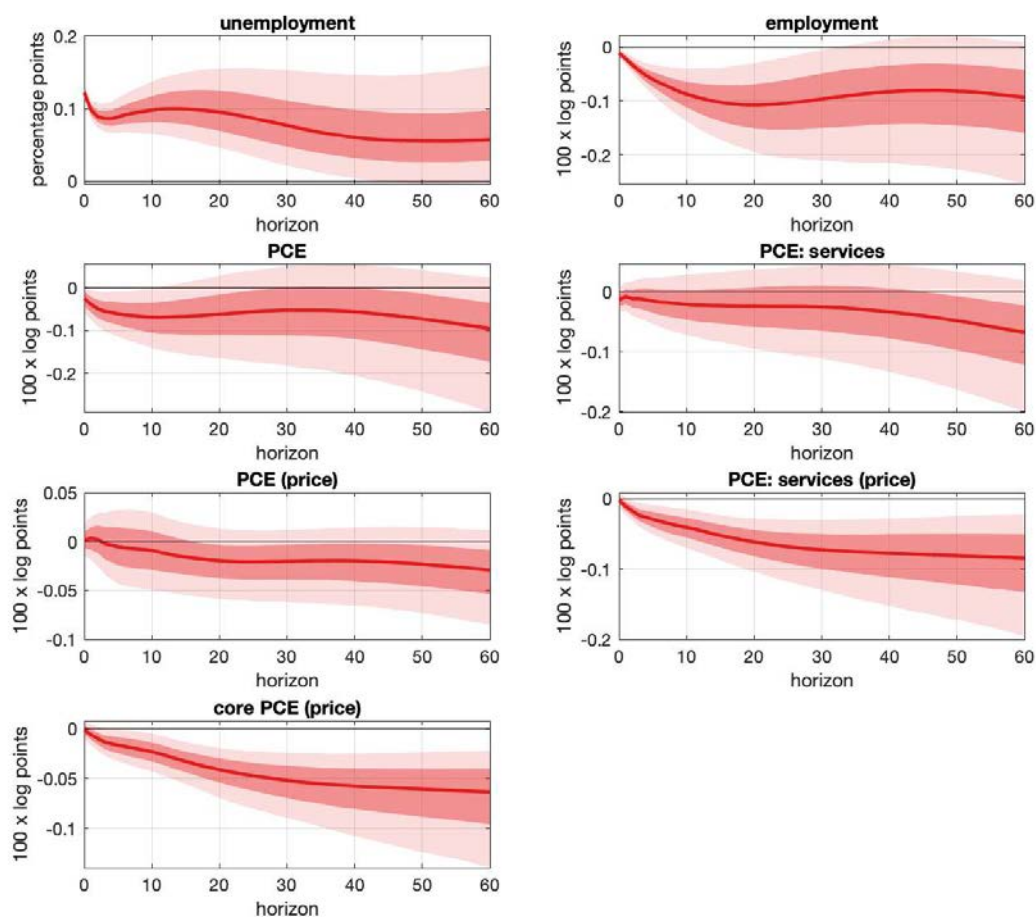 unemployment
percentage points
0.2
0.1
0
0 10 20 30 40 50 60
horizon
employment
100 x log points
0
-0.1
-0.2
0 10 20 30 40 50 60
horizon
PCE
100 x log points
0
-0.1
-0.2
0 10 20 30 40 50 60
horizon
PCE: services
100 x log points
0
-0.1
-0.2
0 10 20 30 40 50 60
horizon
PCE (price)
100 x log points
0.05
0
-0.05
-0.1
0 10 20 30 40 50 60
horizon
PCE: services (price)
100 x log points
0
-0.1
-0.2
0 10 20 30 40 50 60
horizon
core PCE (price)
100 x log points
0
-0.05
-0.1
0 10 20 30 40 50 60
horizon